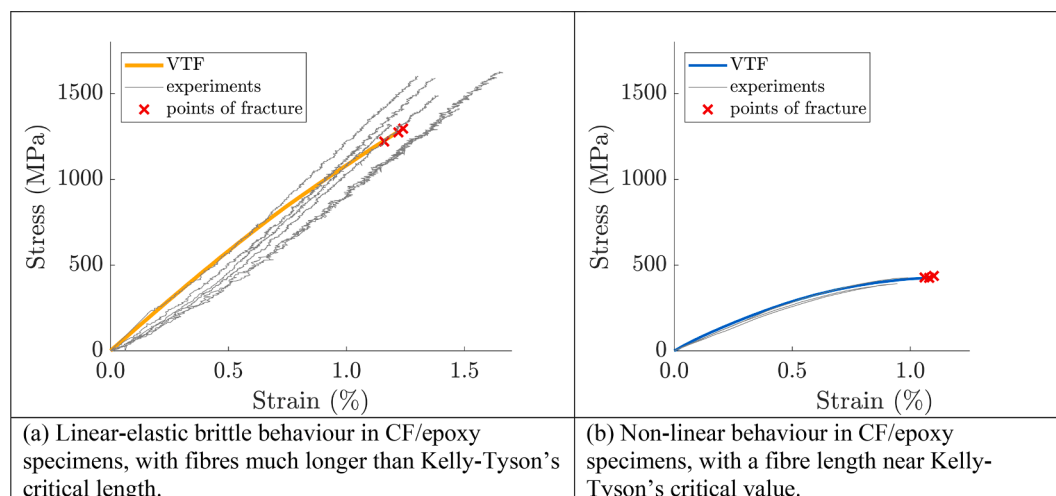 VTF
experiments
points of fracture
1500
1000
500
0
0.0
0.5
1.0
1.5
Stress (MPa)
Strain (%)
VTF
experiments
points of fracture
1500
1000
500
0
0.0
0.5
1.0
Stress (MPa)
Strain (%)
(a) Linear-elastic brittle behaviour in CF/epoxy
specimens, with fibres much longer than Kelly-Tyson's
critical length.
(b) Non-linear behaviour in CF/epoxy
specimens, with a fibre length near Kelly-
Tyson's critical value.